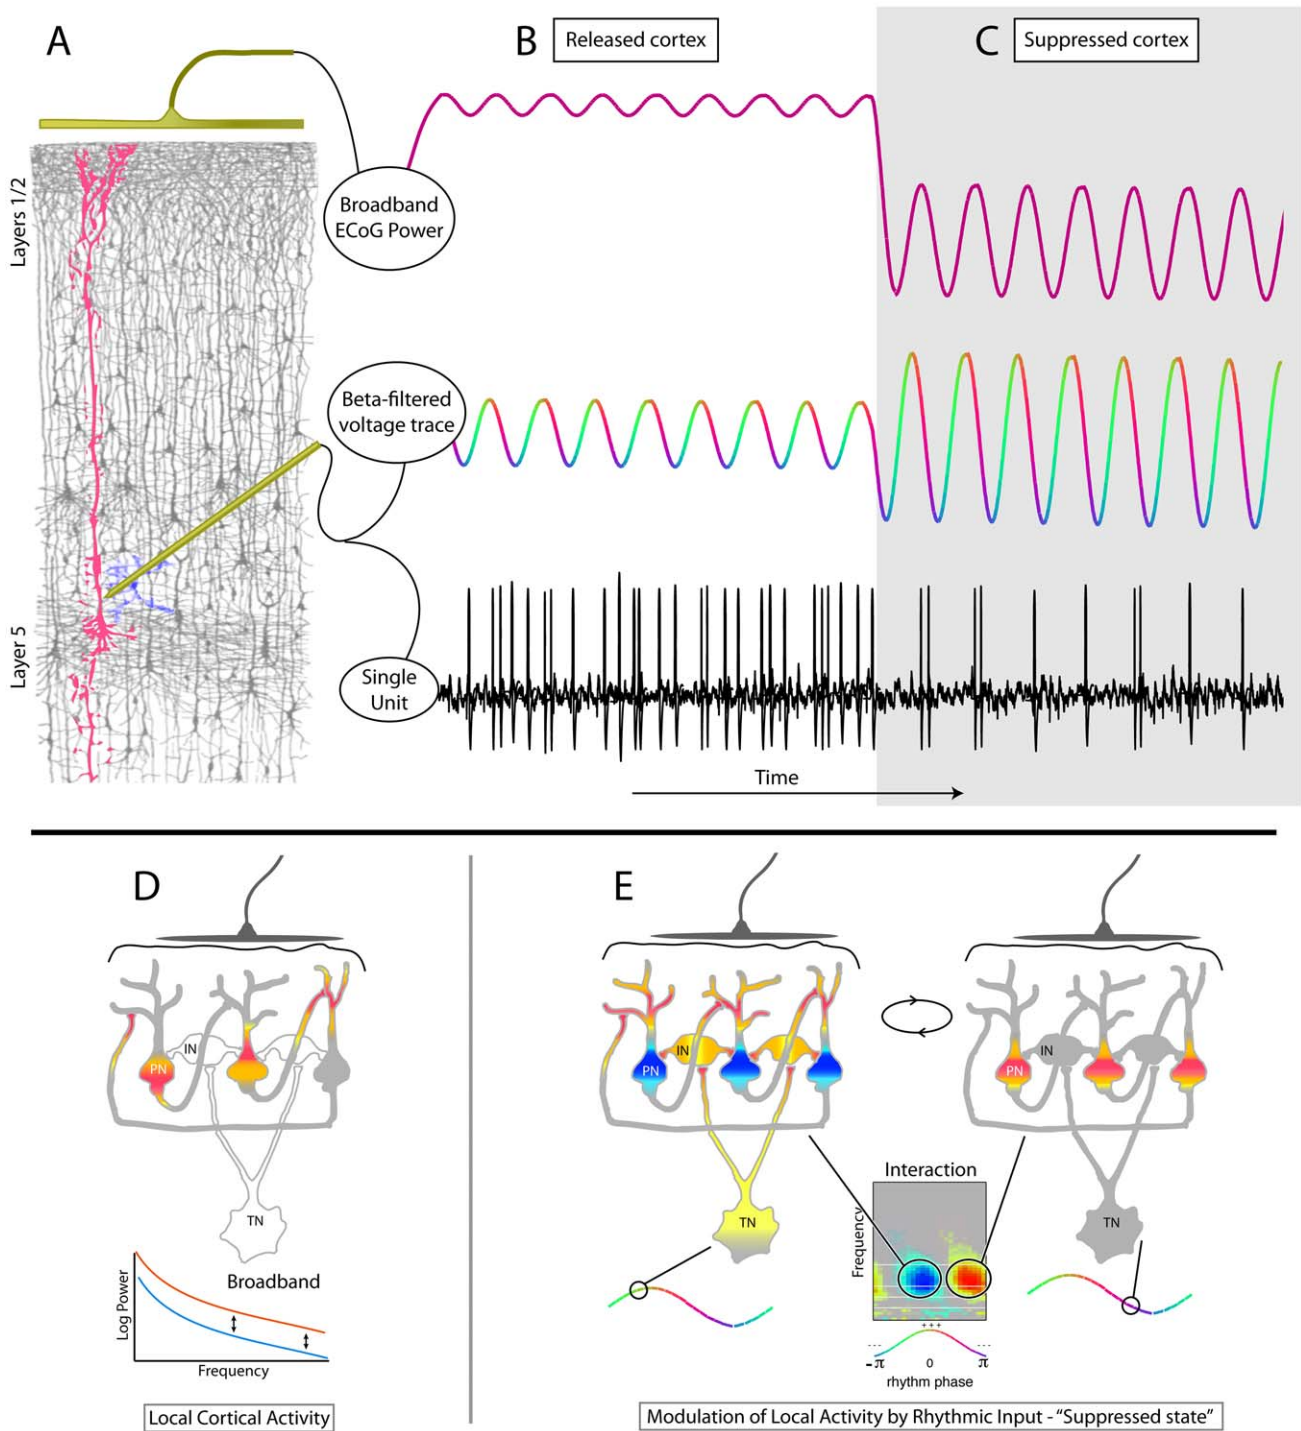 A
B
Released cortex
C
Suppressed cortex
Layers 1/2
Broadband
ECoG Power
Beta-filtered
voltage trace
Layer 5
Single
Unit
Time
D
IN
PN
TN
Broadband
Log Power
Frequency
Local Cortical Activity
E
IN
PN
TN
IN
PN
TN
Interaction
Frequency
+ + +
- - -
- - -
-π
0
π
rhythm phase
Modulation of Local Activity by Rhythmic Input - “Suppressed state”